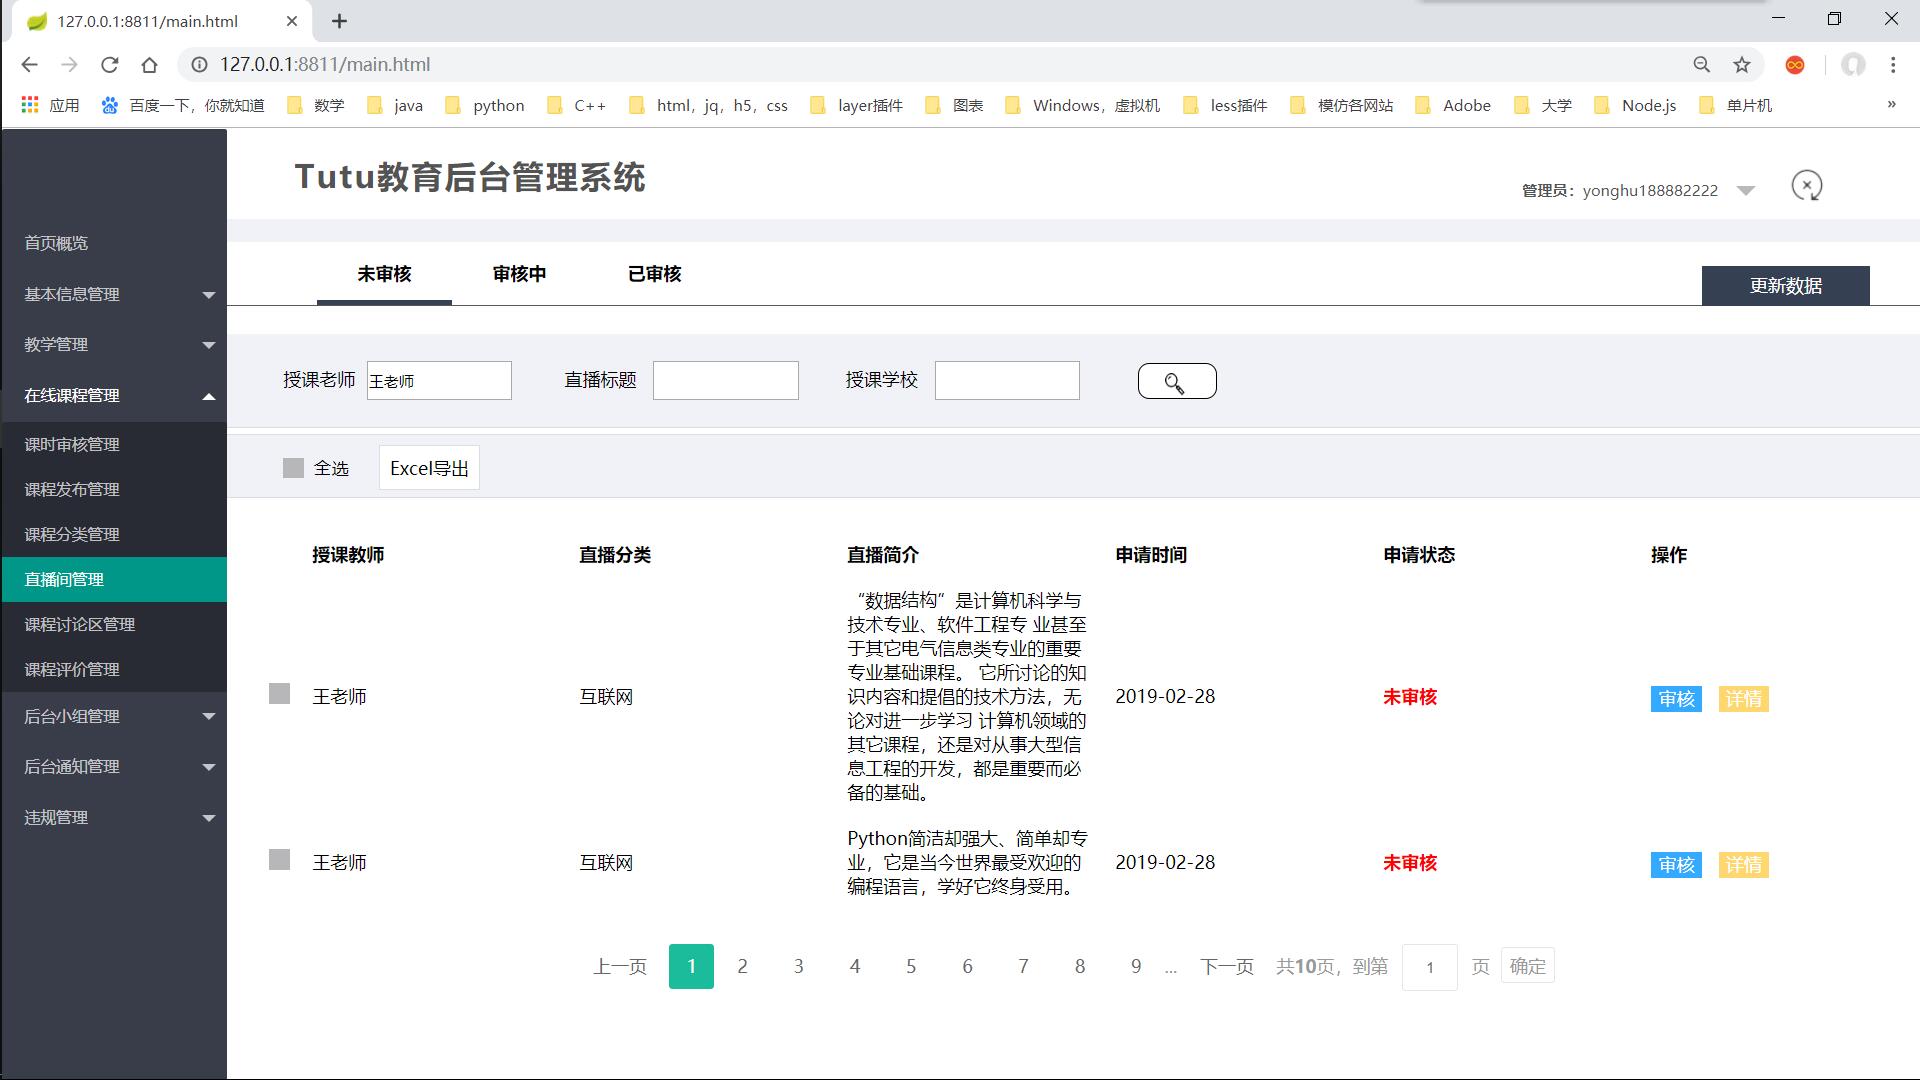 127.0.0.1:8811/main.html
127.0.0.1:8811/main.html
应用 百度一下，你就知道 数学 java python C++ html，jq，h5，css layer插件 图表 Windows，虚拟机 less插件 模仿各网站 Adobe 大学 Node.js 单片机 »
Tutu教育后台管理系统
管理员：yonghu188882222
首页概览
基本信息管理
教学管理
在线课程管理
课时审核管理
课程发布管理
课程分类管理
直播间管理
课程讨论区管理
课程评价管理
后台小组管理
后台通知管理
违规管理
未审核 审核中 已审核 更新数据
授课老师 王老师 直播标题 授课学校
全选 Excel导出
授课教师 直播分类 直播简介 申请时间 申请状态 操作
“数据结构”是计算机科学与
技术专业、软件工程专 业甚至
于其它电气信息类专业的重要
专业基础课程。 它所讨论的知
识内容和提倡的技术方法，无
论对进一步学习 计算机领域的
其它课程，还是对从事大型信
息工程的开发，都是重要而必
备的基础。
王老师 互联网 2019-02-28 未审核 审核 详情
Python简洁却强大、简单却专
业，它是当今世界最受欢迎的
编程语言，学好它终身受用。
王老师 互联网 2019-02-28 未审核 审核 详情
上一页 1 2 3 4 5 6 7 8 9 ... 下一页 共10页，到第 1 页 确定